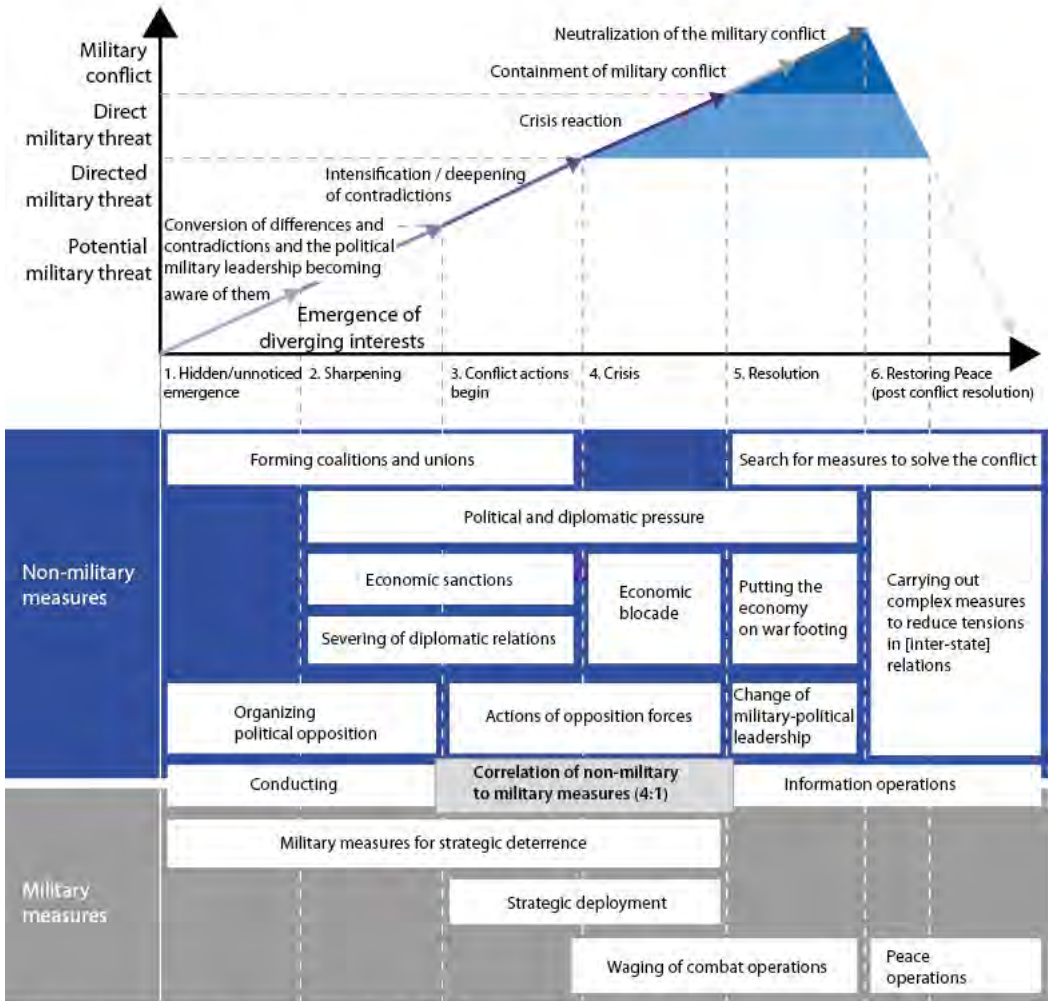 Military
conflict
Direct
military threat
Directed
military threat
Potential
military threat
Neutralization of the military conflict
Containment of military conflict
Crisis reaction
Intensification / deepening
of contradictions
Conversion of differences and
contradictions and the political
military leadership becoming
aware of them
Emergence of
diverging interests
1. Hidden/unnoticed
emergence
2. Sharpening
3. Conflict actions
begin
4. Crisis
5. Resolution
6. Restoring Peace
(post conflict resolution)
Non-military
measures
Forming coalitions and unions
Search for measures to solve the conflict
Political and diplomatic pressure
Economic sanctions
Severing of diplomatic relations
Economic
blocade
Putting the
economy
on war footing
Carrying out
complex measures
to reduce tensions
in [inter-state]
relations
Organizing
political opposition
Actions of opposition forces
Change of
military-political
leadership
Conducting
Correlation of non-military
to military measures (4:1)
Information operations
Military
measures
Military measures for strategic deterrence
Strategic deployment
Waging of combat operations
Peace
operations